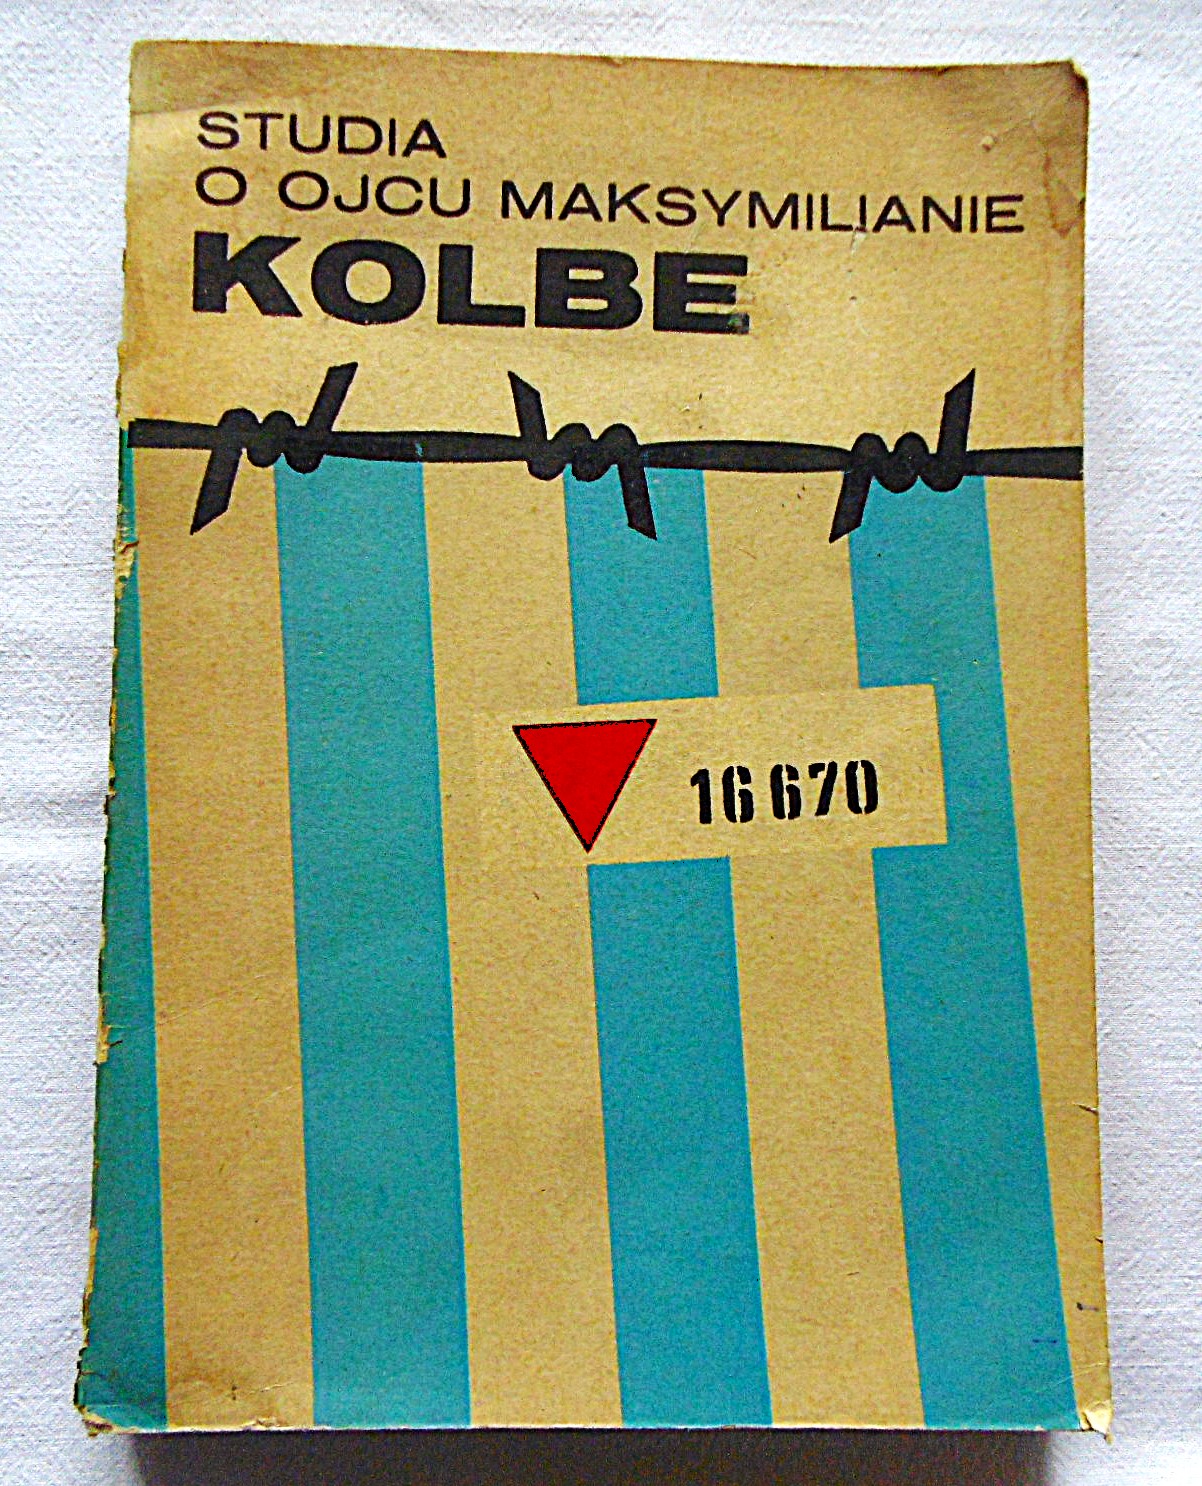 STUDIA
O OJCU MAKSYMILIANIE
KOLBE
16 670